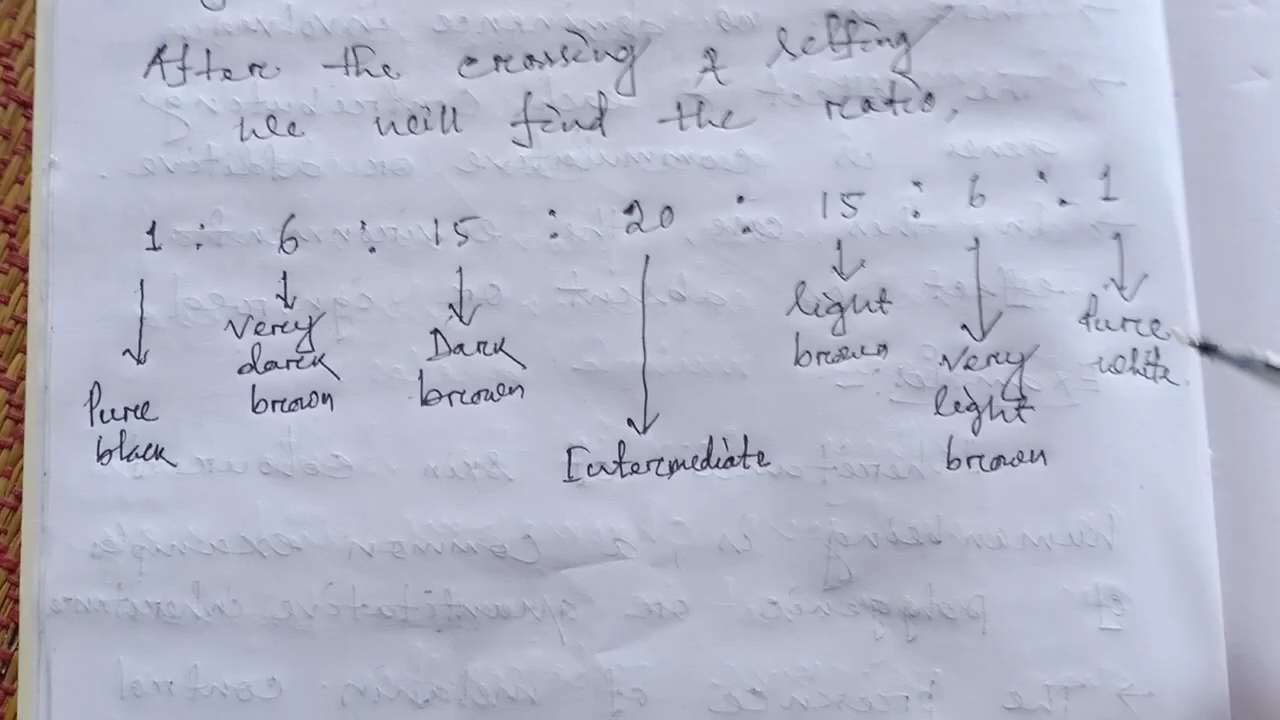 After the crossing & selfing
we will find the ratio,
1 : 6 : 15 : 20 : 15 : 6 : 1
Pure
black
Very
dark
brown
Dark
brown
Intermediate
light
brown
Very
light
brown
Pure
white